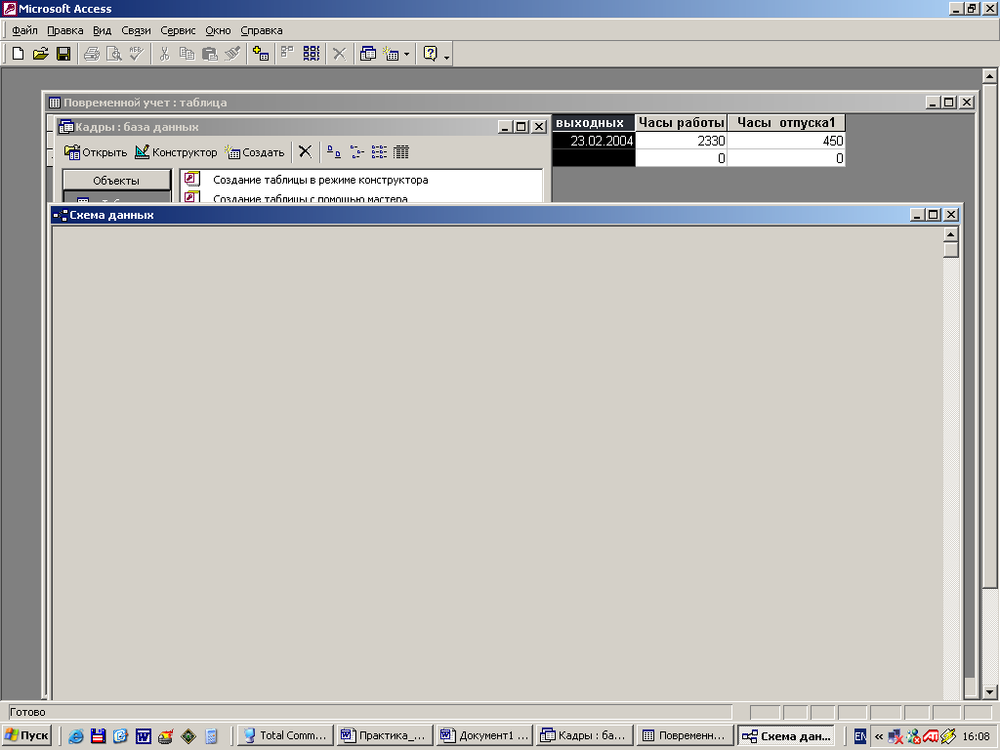 Microsoft Access
Файл Правка Вид Связи Сервис Окно Справка
Повременной учет : таблица
Кадры : база данных
выходных Часы работы Часы отпуска1
23.02.2004 2330 450
0 0
Открыть Конструктор Создать
Объекты
Создание таблицы в режиме конструктора
Создание таблицы с помощью мастера
Схема данных
Готово
Пуск Total Comm... Практика_... Документ1 ... Кадры : ба... Повременн... Схема дан... EN « 16:08